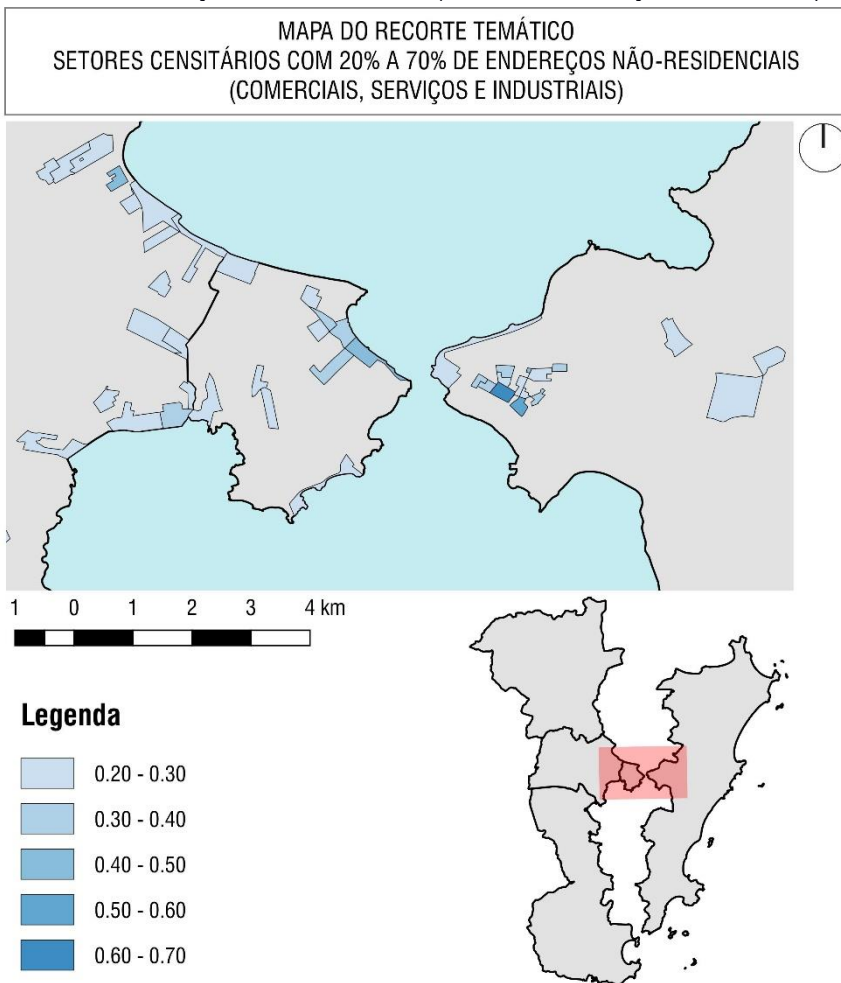 MAPA DO RECORTE TEMÁTICO
SETORES CENSITÁRIOS COM 20% A 70% DE ENDEREÇOS NÃO-RESIDENCIAIS
(COMERCIAIS, SERVIÇOS E INDUSTRIAIS)
1 0 1 2 3 4 km
Legenda
0.20 - 0.30
0.30 - 0.40
0.40 - 0.50
0.50 - 0.60
0.60 - 0.70